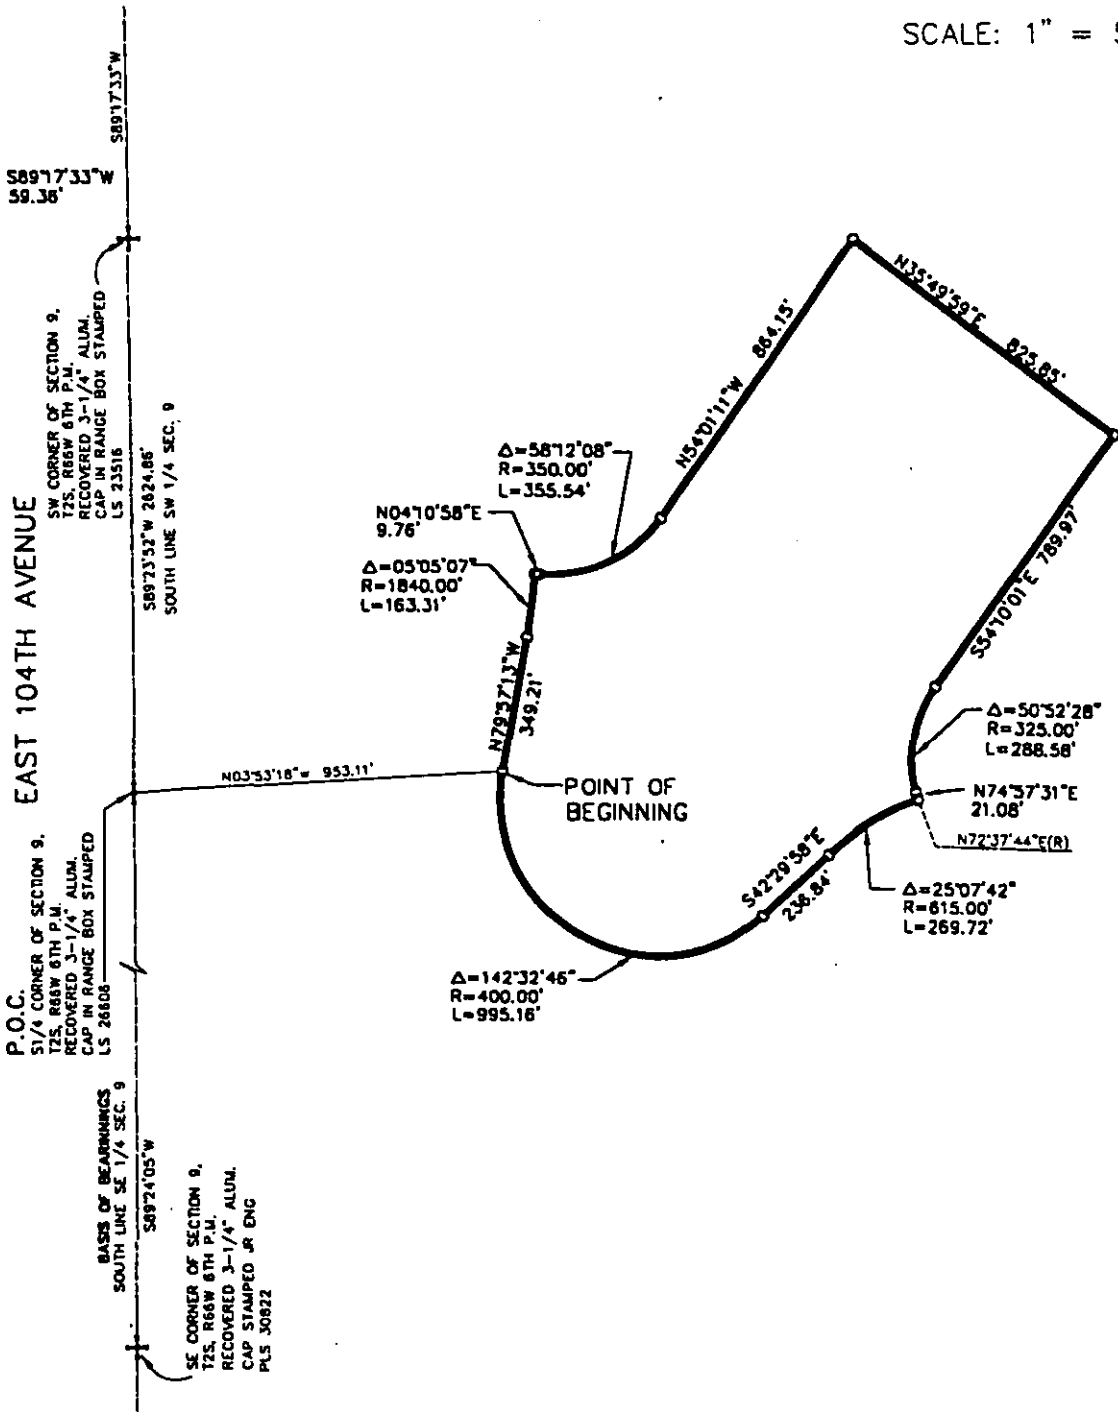 SCALE: 1" =
S89°17'33"W
S89°17'33"W
59.36'
SW CORNER OF SECTION 9,
T2S, R66W 6TH P.M.
RECOVERED 3-1/4" ALUM.
CAP IN RANGE BOX STAMPED
LS 23516
EAST 104TH AVENUE
S89°23'52"W 2624.86'
SOUTH LINE SW 1/4 SEC. 9
N35°49'59"E
825.85'
N54°01'11"W 864.15'
Δ=58°12'08"
R=350.00'
L=355.54'
N04°10'58"E
9.76'
Δ=05°05'07"
R=1840.00'
L=163.31'
N79°57'13"W
349.21'
S54°10'01"E 789.97'
N03°53'18"W 953.11'
POINT OF
BEGINNING
Δ=50°52'28"
R=325.00'
L=288.58'
N74°57'31"E
21.08'
N72°37'44"E(R)
S42°29'58"E
236.84'
Δ=25°07'42"
R=615.00'
L=269.72'
Δ=142°32'46"
R=400.00'
L=995.16'
P.O.C.
S1/4 CORNER OF SECTION 9,
T2S, R66W 6TH P.M.
RECOVERED 3-1/4" ALUM.
CAP IN RANGE BOX STAMPED
LS 26606
BASIS OF BEARINNGS
SOUTH LINE SE 1/4 SEC. 9
S89°24'05"W
SE CORNER OF SECTION 9,
T2S, R66W 6TH P.M.
RECOVERED 3-1/4" ALUM.
CAP STAMPED JR ENG
PLS 30822